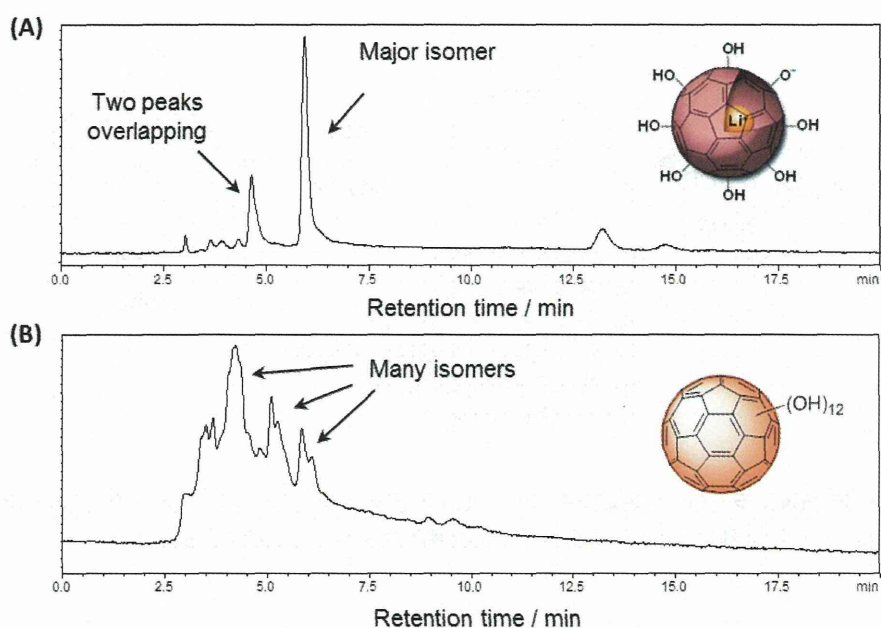 (A)
Major isomer
Two peaks
overlapping
OH
HO
O⁻
HO
Li⁺
OH
HO
OH
OH
0.0 2.5 5.0 7.5 10.0 12.5 15.0 17.5 min
Retention time / min
(B)
Many isomers
(OH)₁₂
0.0 2.5 5.0 7.5 10.0 12.5 15.0 17.5 min
Retention time / min